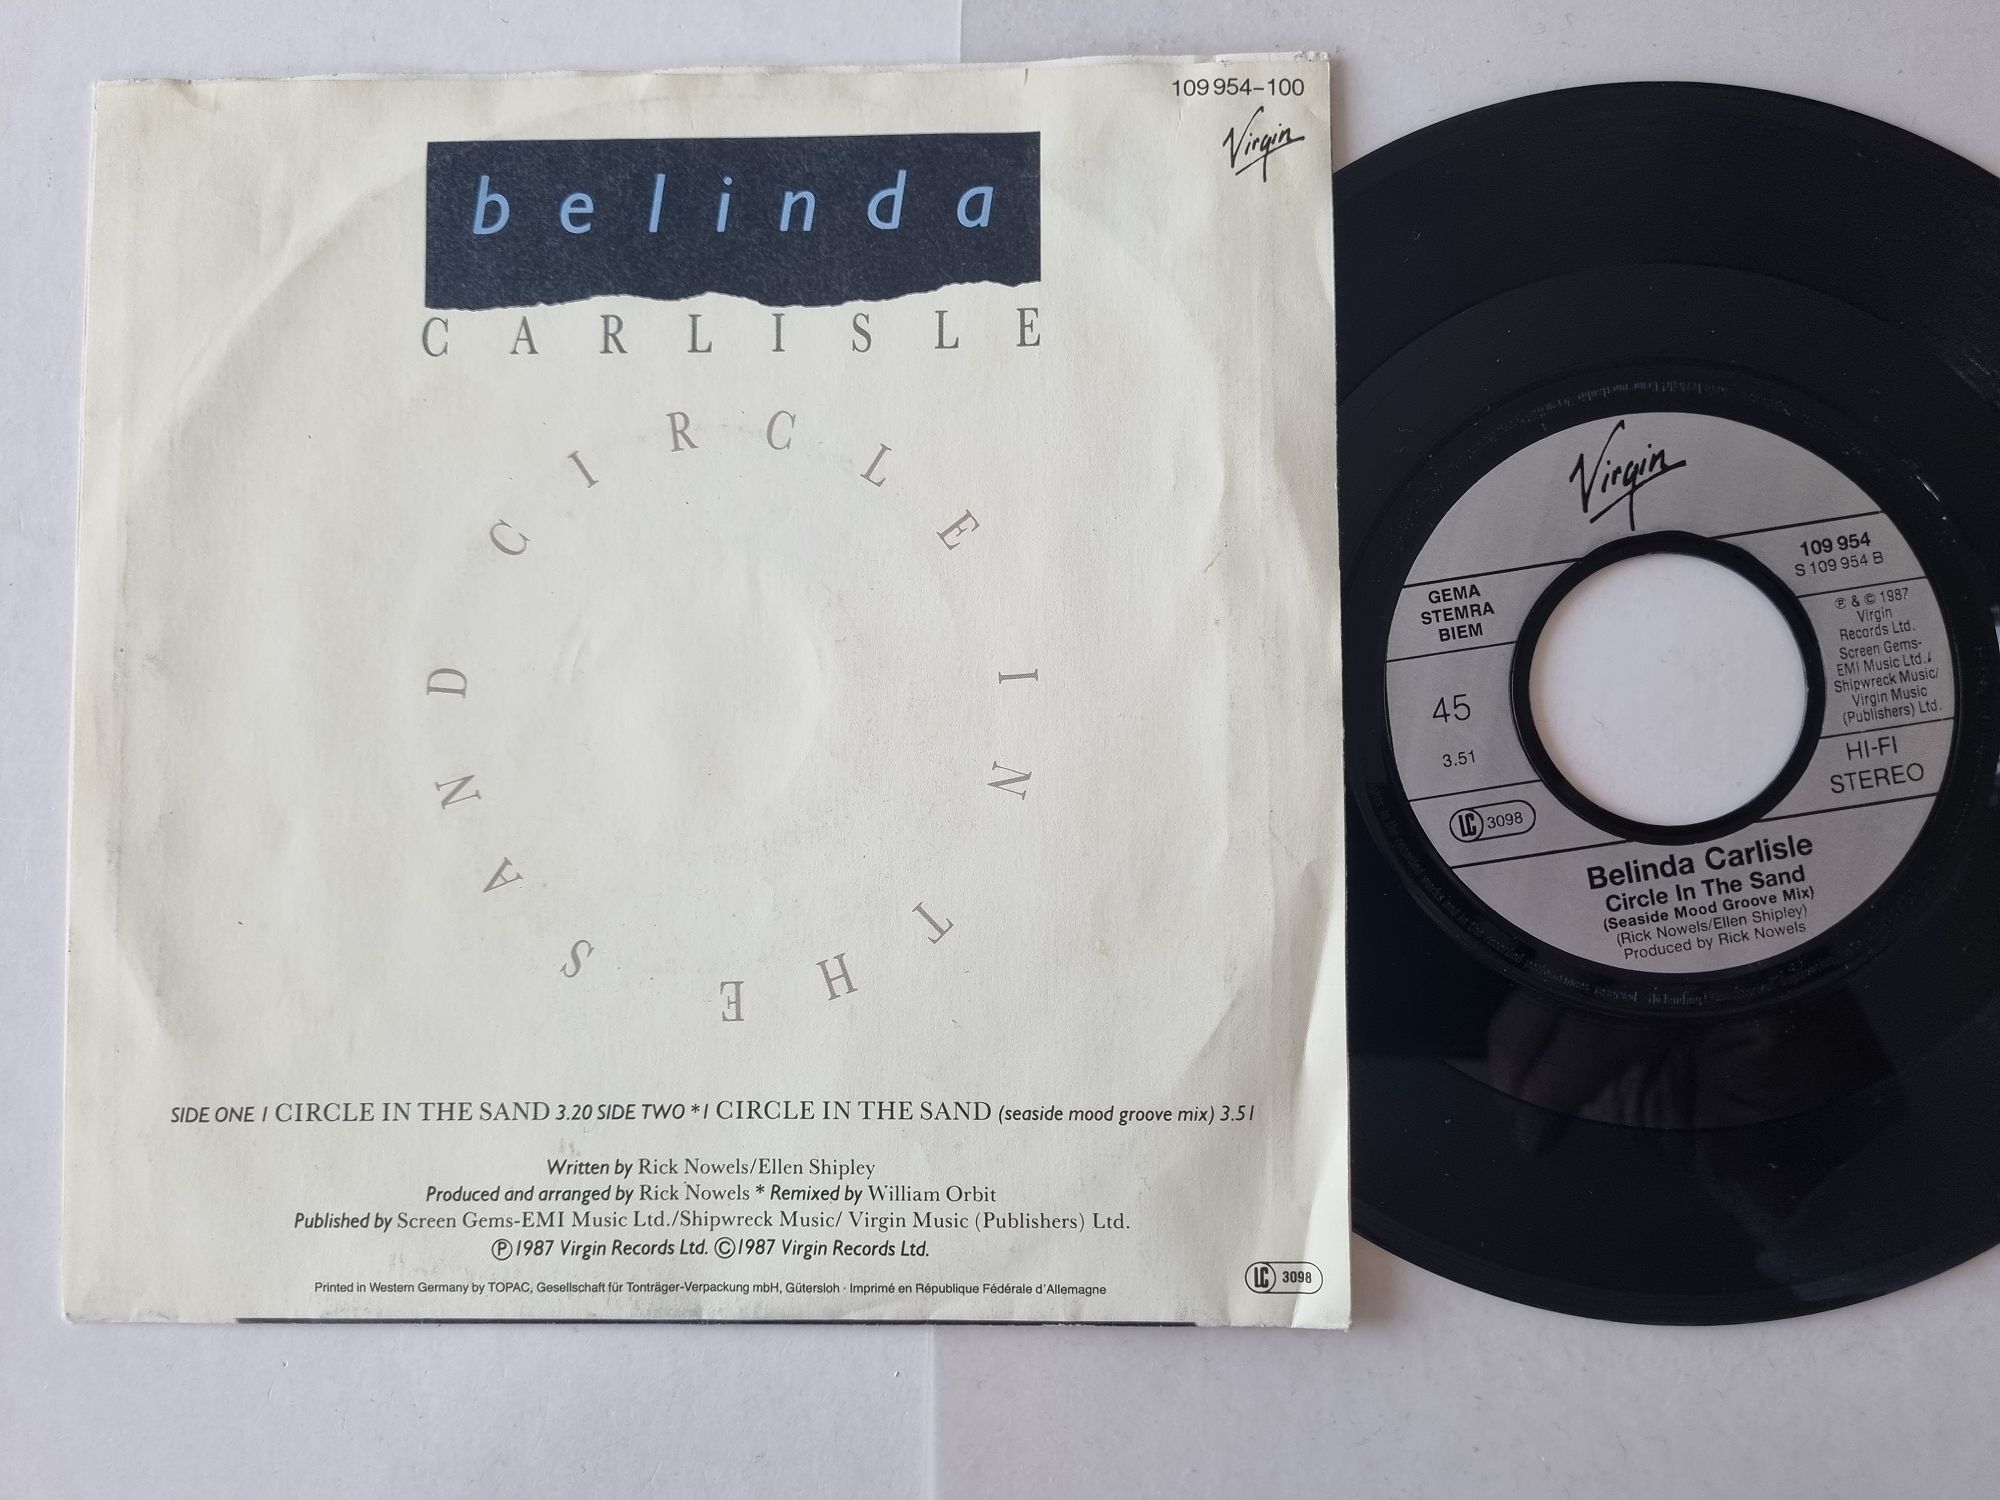 109 954-100
Virgin
belinda
CARLISLE
CIRCLE IN THE SAND
SIDE ONE 1 CIRCLE IN THE SAND 3.20 SIDE TWO *1 CIRCLE IN THE SAND (seaside mood groove mix) 3.51
Written by Rick Nowels/Ellen Shipley
Produced and arranged by Rick Nowels * Remixed by William Orbit
Published by Screen Gems-EMI Music Ltd./Shipwreck Music/ Virgin Music (Publishers) Ltd.
Ⓟ1987 Virgin Records Ltd. ©1987 Virgin Records Ltd.
Printed in Western Germany by TOPAC, Gesellschaft für Tonträger-Verpackung mbH, Gütersloh · Imprimé en République Fédérale d'Allemagne
LC 3098
Virgin
109 954
S 109 954 B
GEMA
STEMRA
BIEM
Ⓟ & © 1987
Virgin
Records Ltd.
Screen Gems-
EMI Music Ltd./
Shipwreck Music/
Virgin Music
(Publishers) Ltd.
45
3.51
HI-FI
STEREO
LC 3098
Belinda Carlisle
Circle In The Sand
(Seaside Mood Groove Mix)
(Rick Nowels/Ellen Shipley)
Produced by Rick Nowels